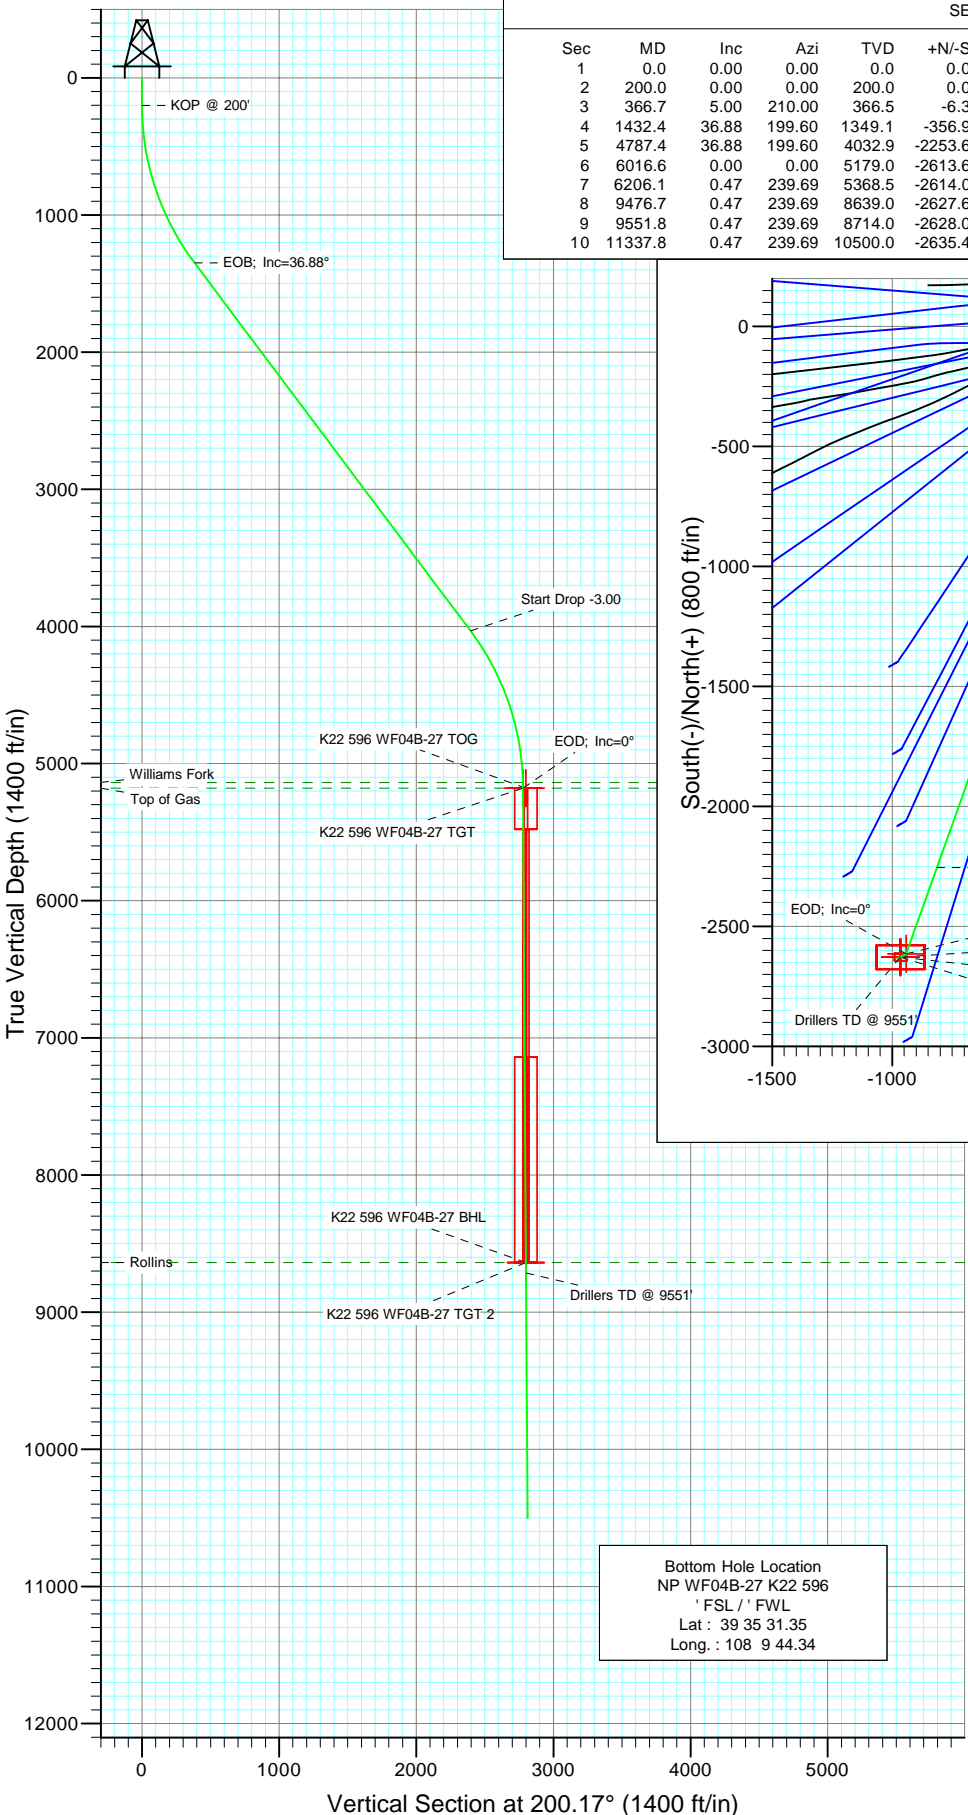 SE
Sec MD Inc Azi TVD +N/-S
1 0.0 0.00 0.00 0.0 0.0
2 200.0 0.00 0.00 200.0 0.0
3 366.7 5.00 210.00 366.5 -6.3
4 1432.4 36.88 199.60 1349.1 -356.9
5 4787.4 36.88 199.60 4032.9 -2253.6
6 6016.6 0.00 0.00 5179.0 -2613.6
7 6206.1 0.47 239.69 5368.5 -2614.0
8 9476.7 0.47 239.69 8639.0 -2627.6
9 9551.8 0.47 239.69 8714.0 -2628.0
10 11337.8 0.47 239.69 10500.0 -2635.4
0
KOP @ 200'
1000
EOB; Inc=36.88°
2000
3000
Start Drop -3.00
4000
K22 596 WF04B-27 TOG
EOD; Inc=0°
5000
Williams Fork
Top of Gas
K22 596 WF04B-27 TGT
6000
7000
8000
K22 596 WF04B-27 BHL
Rollins
Drillers TD @ 9551'
9000
K22 596 WF04B-27 TGT 2
10000
11000
12000
True Vertical Depth (1400 ft/in)
0 1000 2000 3000 4000 5000
Vertical Section at 200.17° (1400 ft/in)
0
-500
-1000
-1500
-2000
-2500
-3000
South(-)/North(+) (800 ft/in)
EOD; Inc=0°
Drillers TD @ 9551'
-1500 -1000
Bottom Hole Location
NP WF04B-27 K22 596
' FSL / ' FWL
Lat : 39 35 31.35
Long. : 108 9 44.34